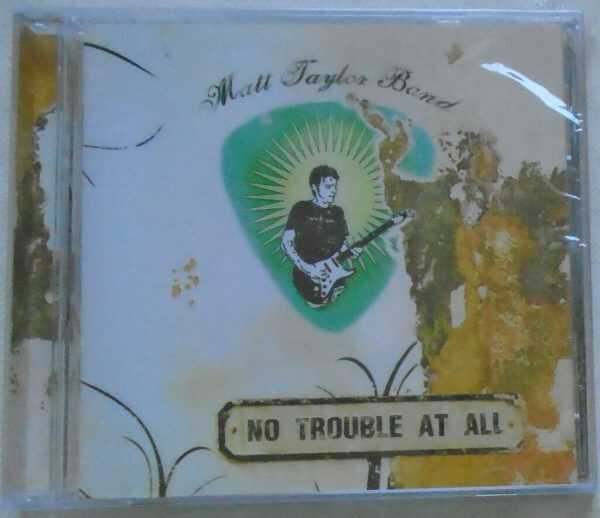 Matt Taylor Band
NO TROUBLE AT ALL